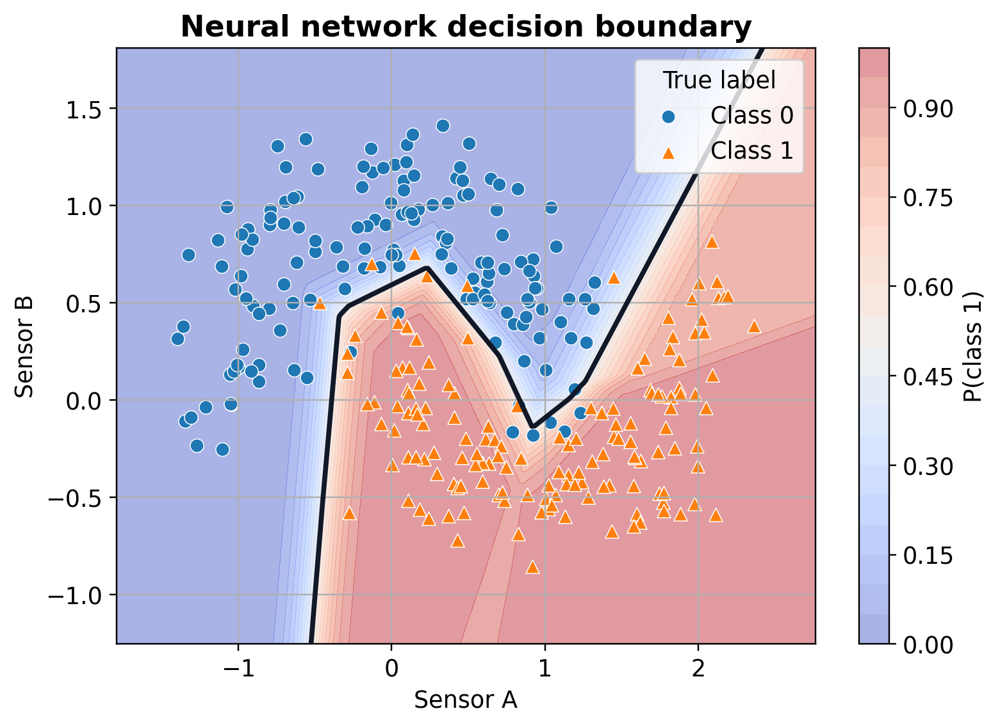 Neural network decision boundary
True label
Class 0
Class 1
1.5
1.0
0.5
0.0
−0.5
−1.0
Sensor B
−1
0
1
2
Sensor A
0.90
0.75
0.60
0.45
0.30
0.15
0.00
P(class 1)